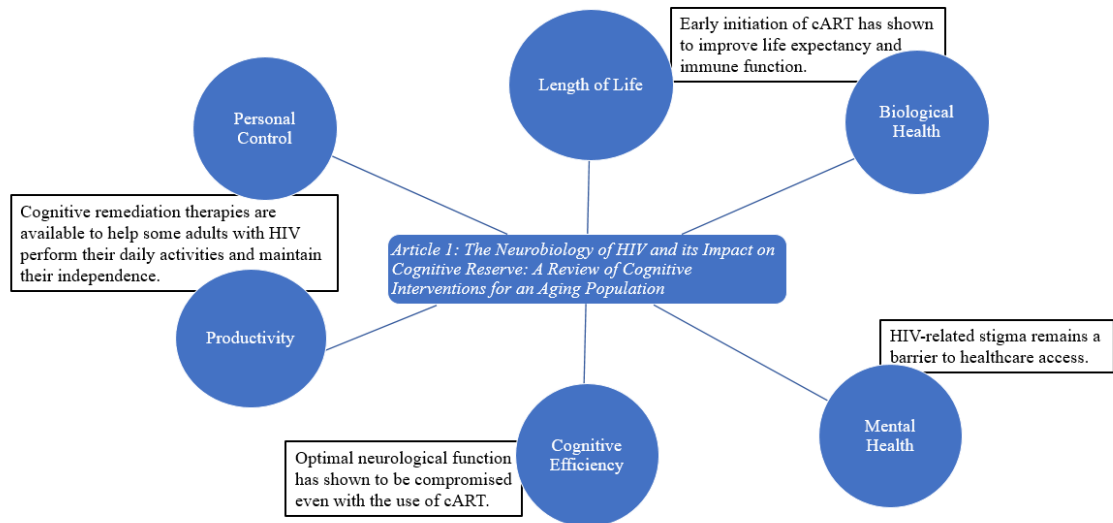 Early initiation of cART has shown
to improve life expectancy and
immune function.
Length of Life
Biological
Health
Personal
Control
Cognitive remediation therapies are
available to help some adults with HIV
perform their daily activities and maintain
their independence.
Article 1: The Neurobiology of HIV and its Impact on
Cognitive Reserve: A Review of Cognitive
Interventions for an Aging Population
Productivity
HIV-related stigma remains a
barrier to healthcare access.
Mental
Health
Cognitive
Efficiency
Optimal neurological function
has shown to be compromised
even with the use of cART.